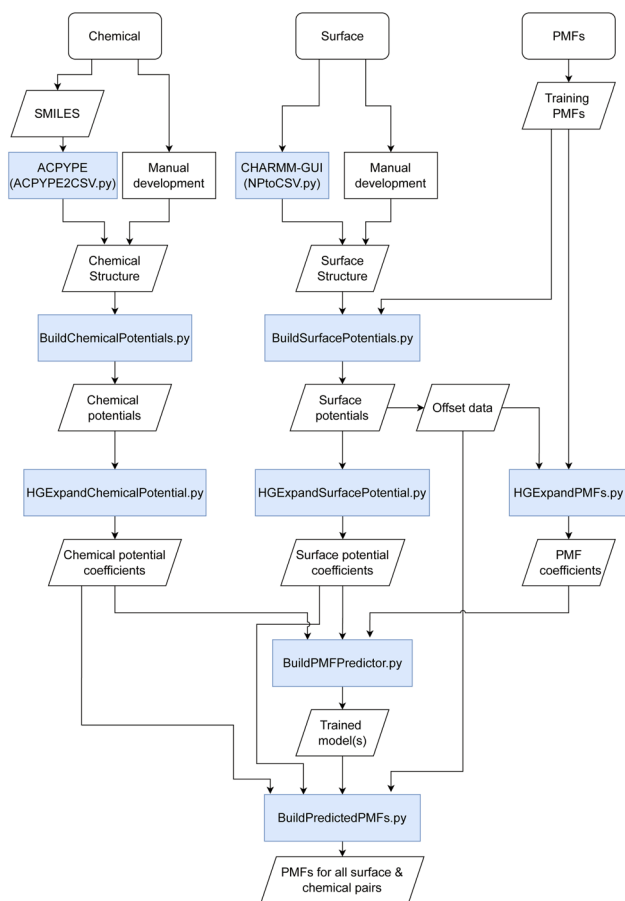 Chemical
Surface
PMFs
SMILES
Training
PMFs
ACPYPE
(ACPYPE2CSV.py)
Manual
development
CHARMM-GUI
(NPtoCSV.py)
Manual
development
Chemical
Structure
Surface
Structure
BuildChemicalPotentials.py
BuildSurfacePotentials.py
Chemical
potentials
Surface
potentials
Offset data
HGExpandChemicalPotential.py
HGExpandSurfacePotential.py
HGExpandPMFs.py
Chemical potential
coefficients
Surface potential
coefficients
PMF
coefficients
BuildPMFPredictor.py
Trained
model(s)
BuildPredictedPMFs.py
PMFs for all surface &
chemical pairs